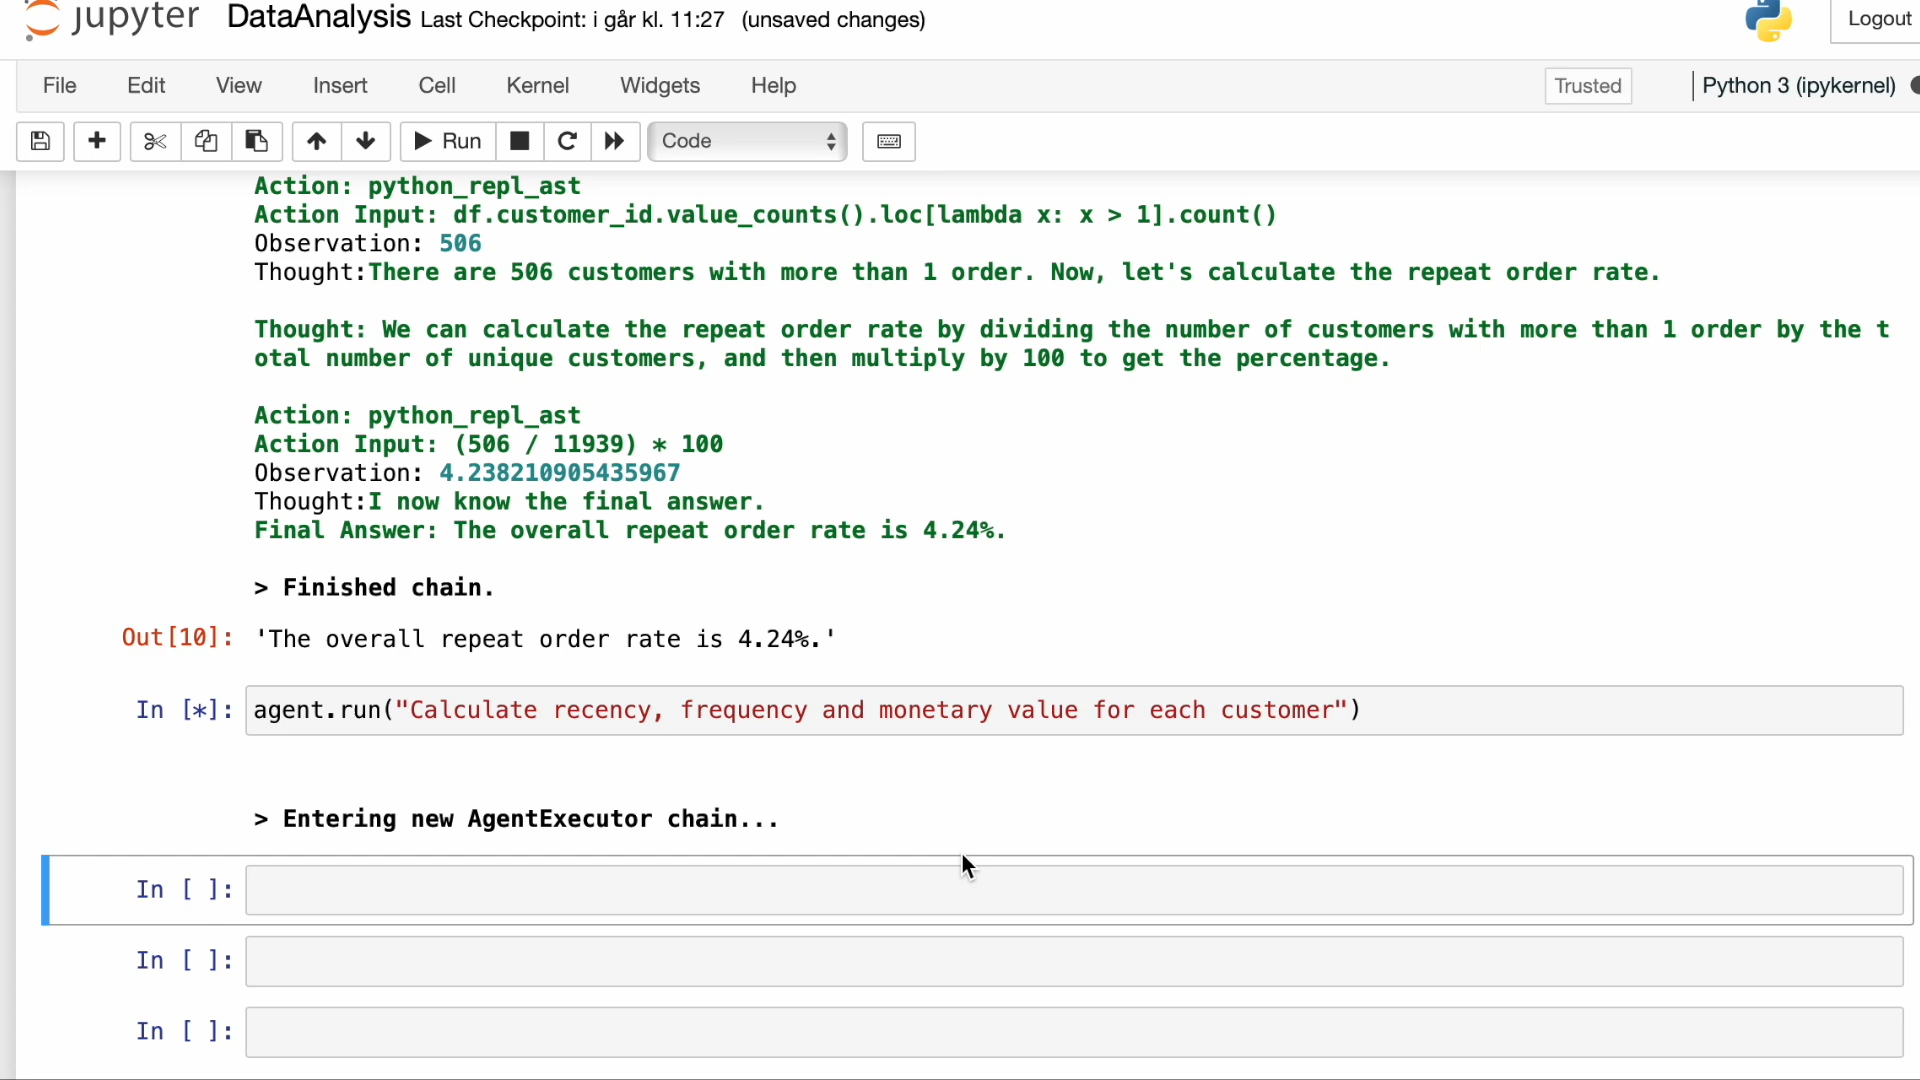 jupyter DataAnalysis Last Checkpoint: i går kl. 11:27 (unsaved changes)
Logout
File Edit View Insert Cell Kernel Widgets Help Trusted Python 3 (ipykernel)
Run Code
Action: python_repl_ast
Action Input: df.customer_id.value_counts().loc[lambda x: x > 1].count()
Observation: 506
Thought:There are 506 customers with more than 1 order. Now, let's calculate the repeat order rate.
Thought: We can calculate the repeat order rate by dividing the number of customers with more than 1 order by the t
otal number of unique customers, and then multiply by 100 to get the percentage.
Action: python_repl_ast
Action Input: (506 / 11939) * 100
Observation: 4.238210905435967
Thought:I now know the final answer.
Final Answer: The overall repeat order rate is 4.24%.
> Finished chain.
Out[10]: 'The overall repeat order rate is 4.24%.'
In [*]: agent.run("Calculate recency, frequency and monetary value for each customer")
> Entering new AgentExecutor chain...
In [ ]:
In [ ]:
In [ ]: